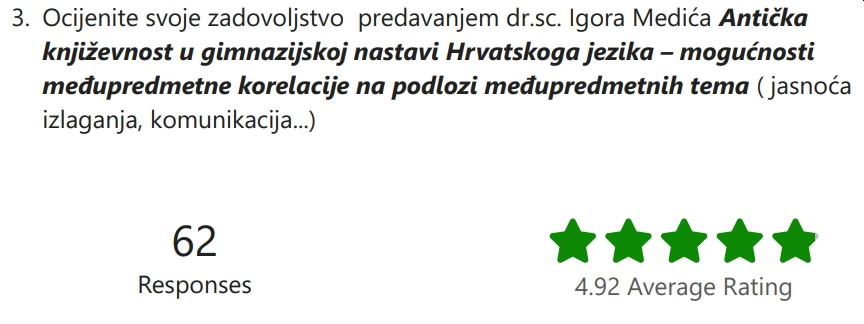 3. Ocijenite svoje zadovoljstvo predavanjem dr.sc. Igora Medića Antička
književnost u gimnazijskoj nastavi Hrvatskoga jezika – mogućnosti
međupredmetne korelacije na podlozi međupredmetnih tema ( jasnoća
izlaganja, komunikacija...)
62
Responses
4.92 Average Rating